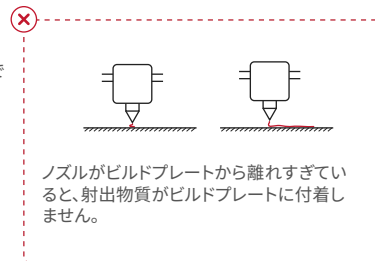 で
ノズルがビルドプレートから離れすぎてい
ると、射出物質がビルドプレートに付着し
ません。